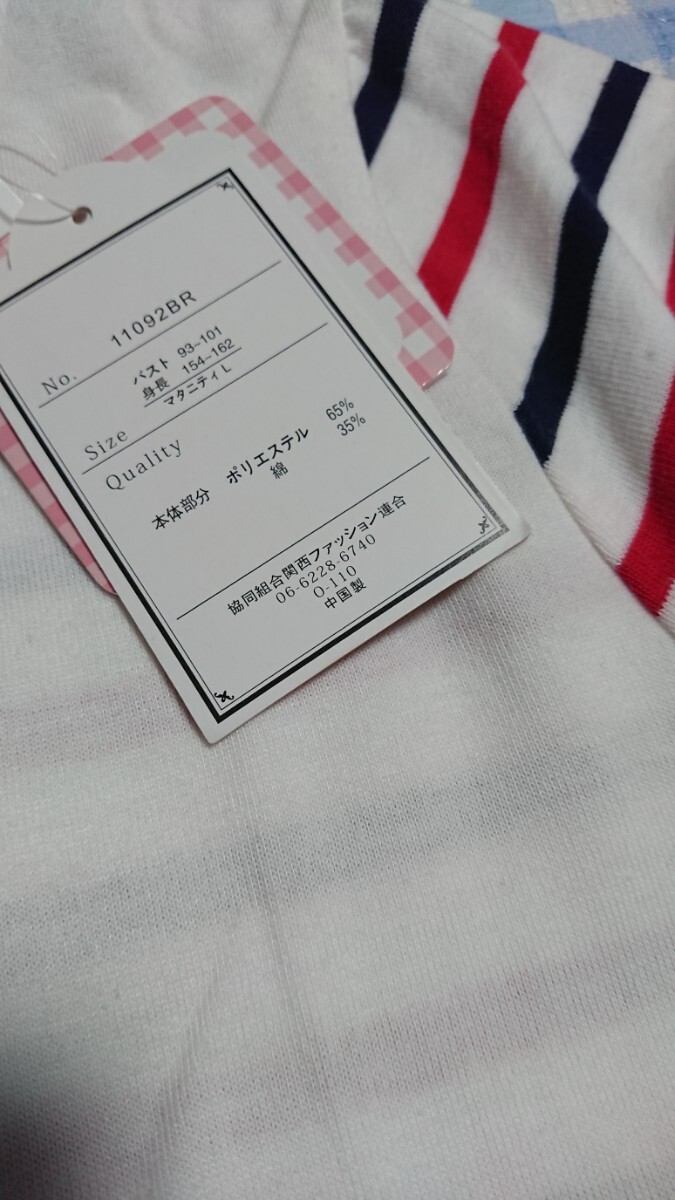 No. 11092BR
バスト 93-101
身長 154-162
Size マタニティ L
Quality
本体部分 ポリエステル 65%
綿 35%
協同組合関西ファッション連合
06-6228-6740
O-110
中国製